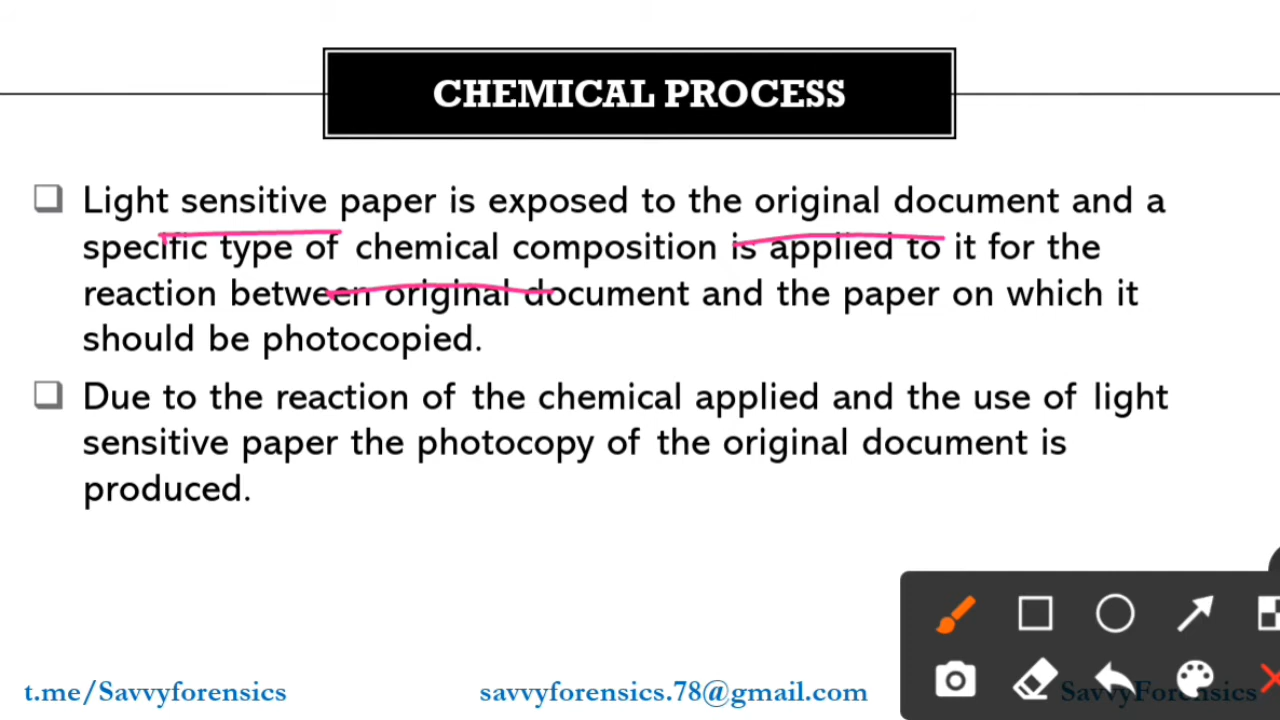 CHEMICAL PROCESS
Light sensitive paper is exposed to the original document and a
specific type of chemical composition is applied to it for the
reaction between original document and the paper on which it
should be photocopied.
Due to the reaction of the chemical applied and the use of light
sensitive paper the photocopy of the original document is
produced.
t.me/Savvyforensics
savvyforensics.78@gmail.com
SavvyForensics